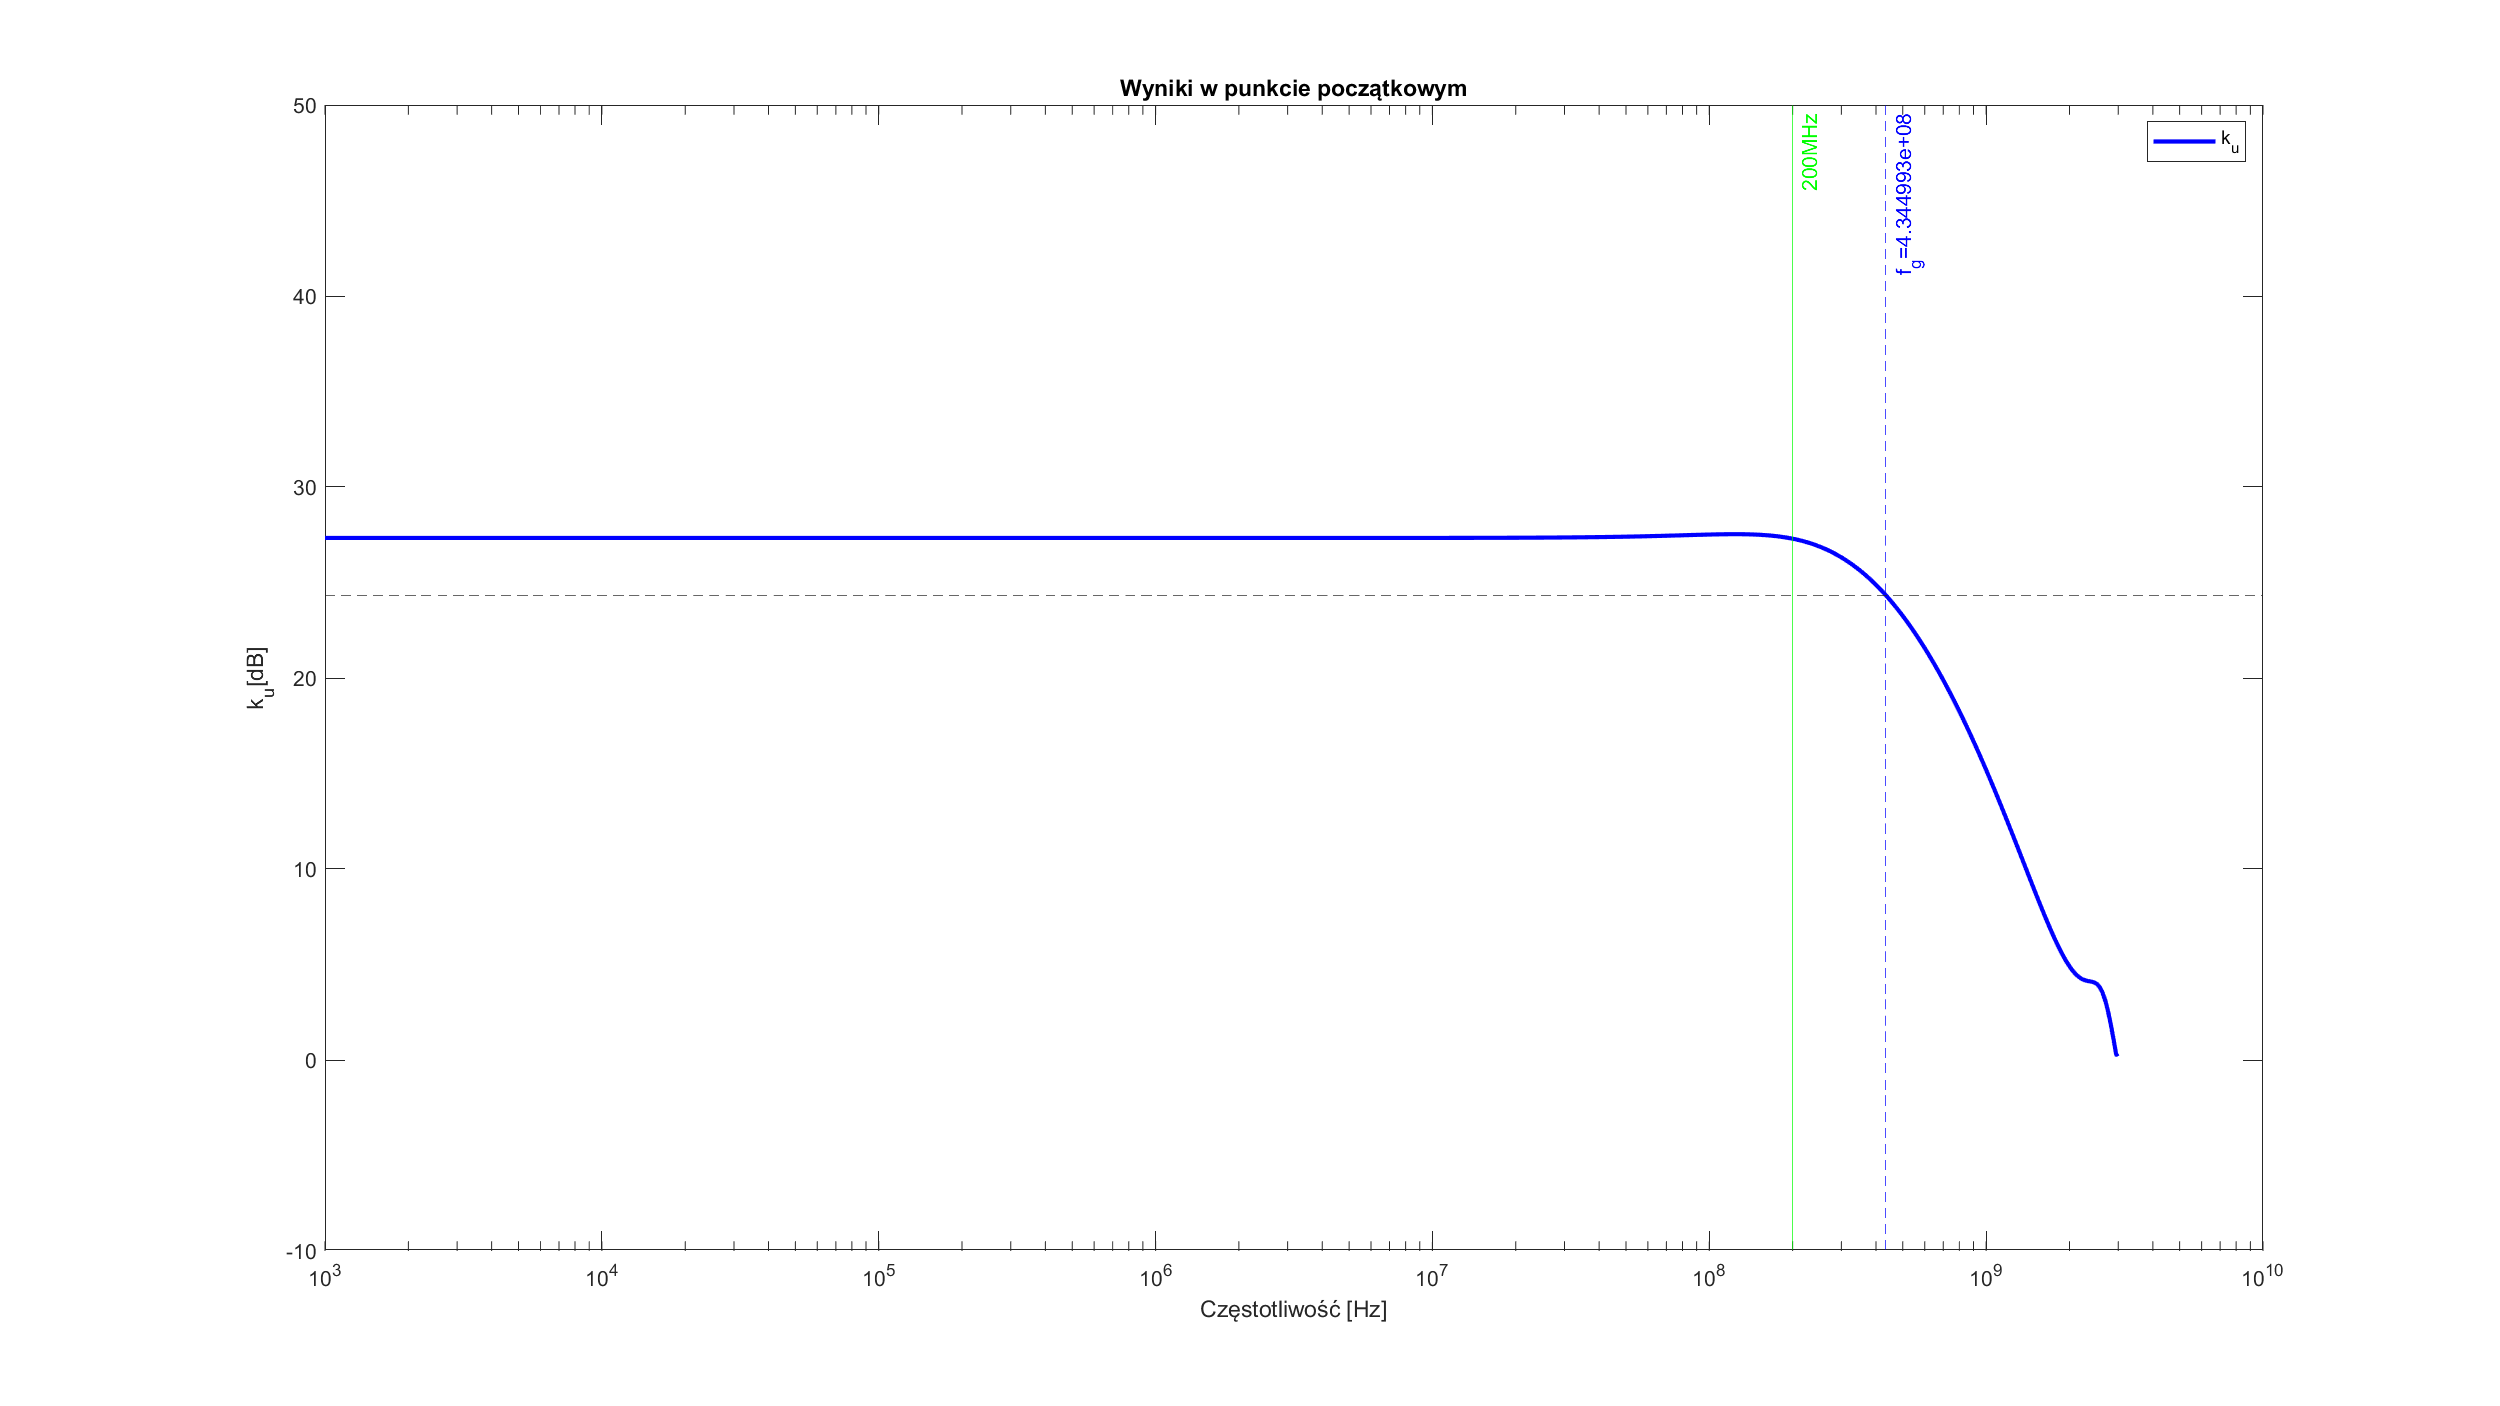 Wyniki w punkcie początkowym
50
40
30
20
10
0
-10
k_u[dB]
200MHz
f_g=4.344993e+08
k_u
10^3
10^4
10^5
10^6
10^7
10^8
10^9
10^10
Częstotliwość [Hz]